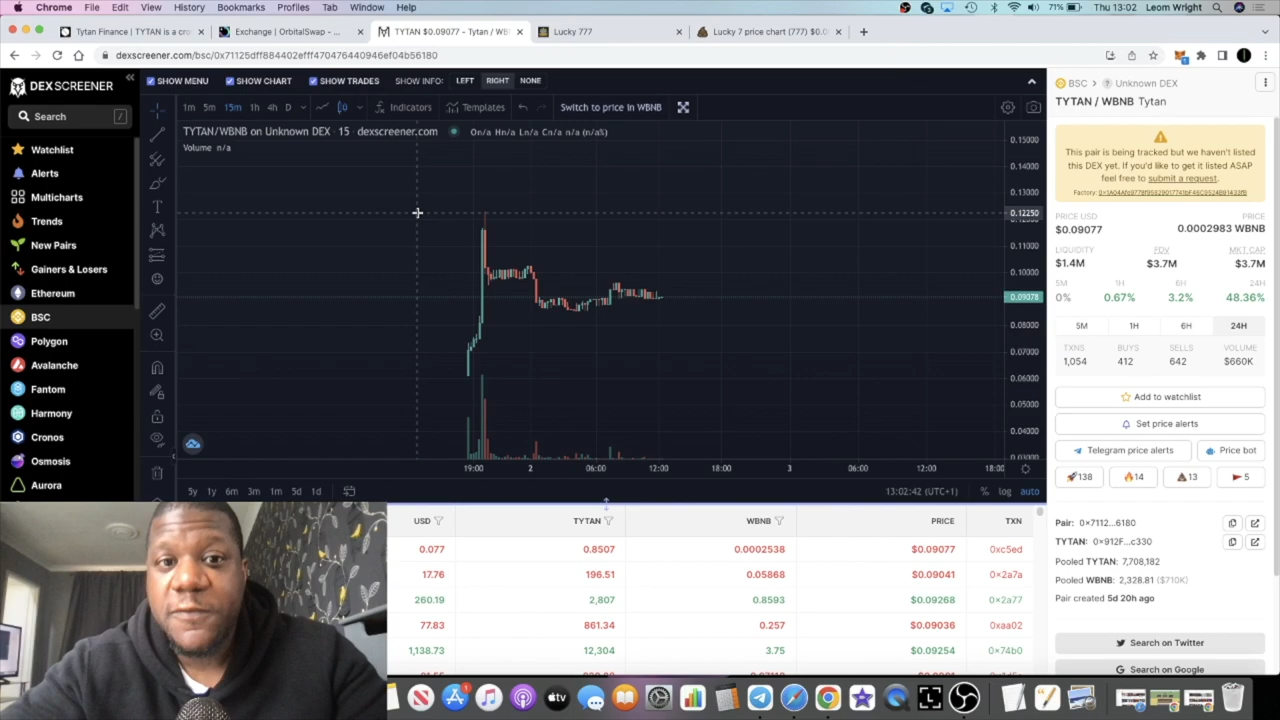 Chrome File Edit View History Bookmarks Profiles Tab Window Help
71% Thu 13:02 Leom Wright
Tytan Finance | TYTAN is a cro
Exchange | OrbitalSwap -
TYTAN $0.09077 - Tytan / WB
Lucky 777
Lucky 7 price chart (777) $0.00
dexscreener.com/bsc/0x71125dff884402efff470476440946ef04b56180
DEXSCREENER
Search /
Watchlist
Alerts
Multicharts
Trends
New Pairs
Gainers & Losers
Ethereum
BSC
Polygon
Avalanche
Fantom
Harmony
Cronos
Osmosis
Aurora
SHOW MENU SHOW CHART SHOW TRADES SHOW INFO: LEFT RIGHT NONE
1m 5m 15m 1h 4h D Indicators Templates Switch to price in WBNB
TYTAN/WBNB on Unknown DEX · 15 · dexscreener.com On/a Hn/a Ln/a Cn/a n/a (n/a%)
Volume n/a
0.15000
0.14000
0.13000
0.12250
0.11000
0.10000
0.09078
0.08000
0.07000
0.06000
0.05000
0.04000
19:00 2 06:00 12:00 18:00 3 06:00 12:00 18:00
5y 1y 6m 3m 1m 5d 1d 13:02:42 (UTC+1) % log auto
USD TYTAN WBNB PRICE TXN
0.077 0.8507 0.0002538 $0.09077 0xc5ed
17.76 196.51 0.05868 $0.09041 0x2a7a
260.19 2,807 0.8593 $0.09268 0x2a77
77.83 861.34 0.257 $0.09036 0xaa02
1,138.73 12,304 3.75 $0.09254 0x74b0
BSC > Unknown DEX
TYTAN / WBNB Tytan
This pair is being tracked but we haven't listed
this DEX yet. If you'd like to get it listed ASAP
feel free to submit a request.
PRICE USD PRICE
$0.09077 0.0002983 WBNB
LIQUIDITY FDV MKT CAP
$1.4M $3.7M $3.7M
5M 1H 6H 24H
0% 0.67% 3.2% 48.36%
5M 1H 6H 24H
TXNS BUYS SELLS VOLUME
1,054 412 642 $660K
Add to watchlist
Set price alerts
Telegram price alerts Price bot
138 14 13 5
Pair: 0×7112...6180
TYTAN: 0×912F...c330
Pooled TYTAN: 7,708,182
Pooled WBNB: 2,328.81 ($710K)
Pair created 5d 20h ago
Search on Twitter
Search on Google